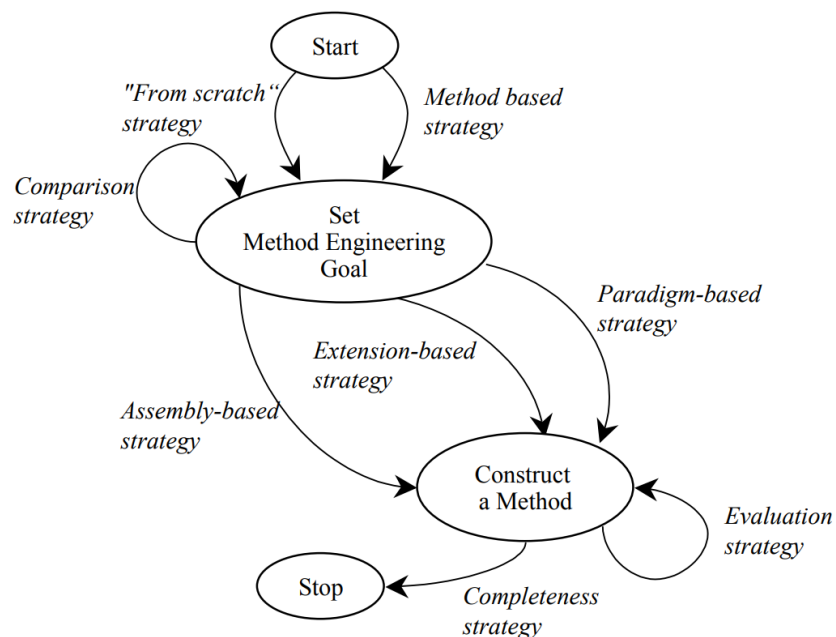 Start
"From scratch“
strategy
Method based
strategy
Comparison
strategy
Set
Method Engineering
Goal
Paradigm-based
strategy
Extension-based
strategy
Assembly-based
strategy
Construct
a Method
Evaluation
strategy
Stop
Completeness
strategy